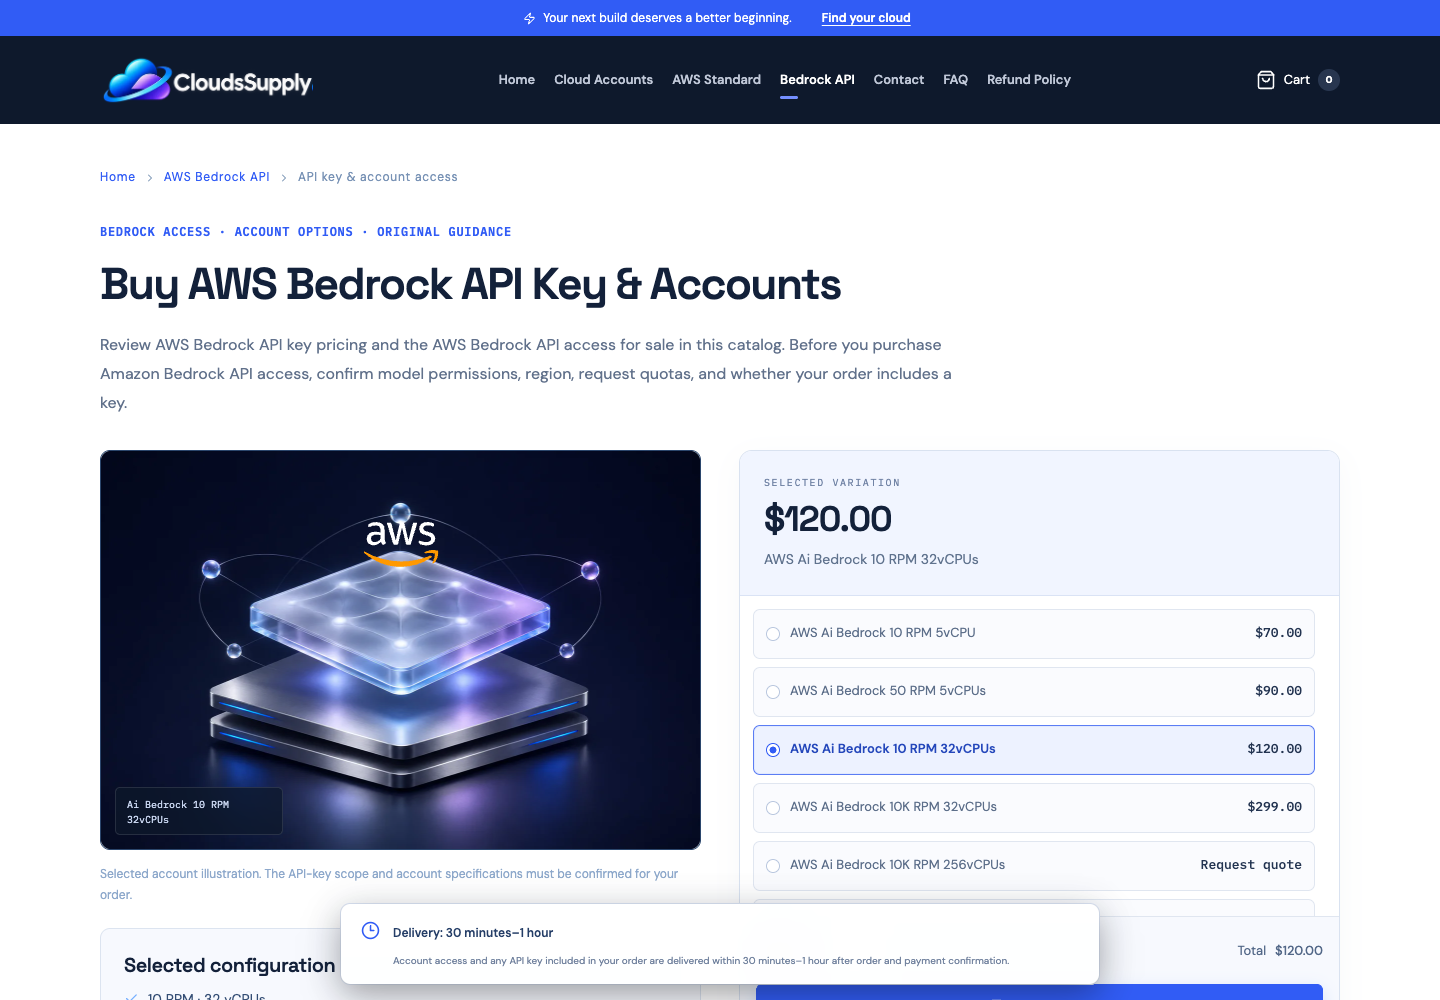 Your next build deserves a better beginning. Find your cloud
CloudsSupply
Home Cloud Accounts AWS Standard Bedrock API Contact FAQ Refund Policy
Cart 0
Home > AWS Bedrock API > API key & account access
BEDROCK ACCESS · ACCOUNT OPTIONS · ORIGINAL GUIDANCE
Buy AWS Bedrock API Key & Accounts
Review AWS Bedrock API key pricing and the AWS Bedrock API access for sale in this catalog. Before you purchase
Amazon Bedrock API access, confirm model permissions, region, request quotas, and whether your order includes a
key.
aws
Ai Bedrock 10 RPM
32vCPUs
Selected account illustration. The API-key scope and account specifications must be confirmed for your
order.
Selected configuration
10 RPM · 32 vCPUs
SELECTED VARIATION
$120.00
AWS Ai Bedrock 10 RPM 32vCPUs
AWS Ai Bedrock 10 RPM 5vCPU $70.00
AWS Ai Bedrock 50 RPM 5vCPUs $90.00
AWS Ai Bedrock 10 RPM 32vCPUs $120.00
AWS Ai Bedrock 10K RPM 32vCPUs $299.00
AWS Ai Bedrock 10K RPM 256vCPUs Request quote
Total $120.00
Delivery: 30 minutes–1 hour
Account access and any API key included in your order are delivered within 30 minutes–1 hour after order and payment confirmation.